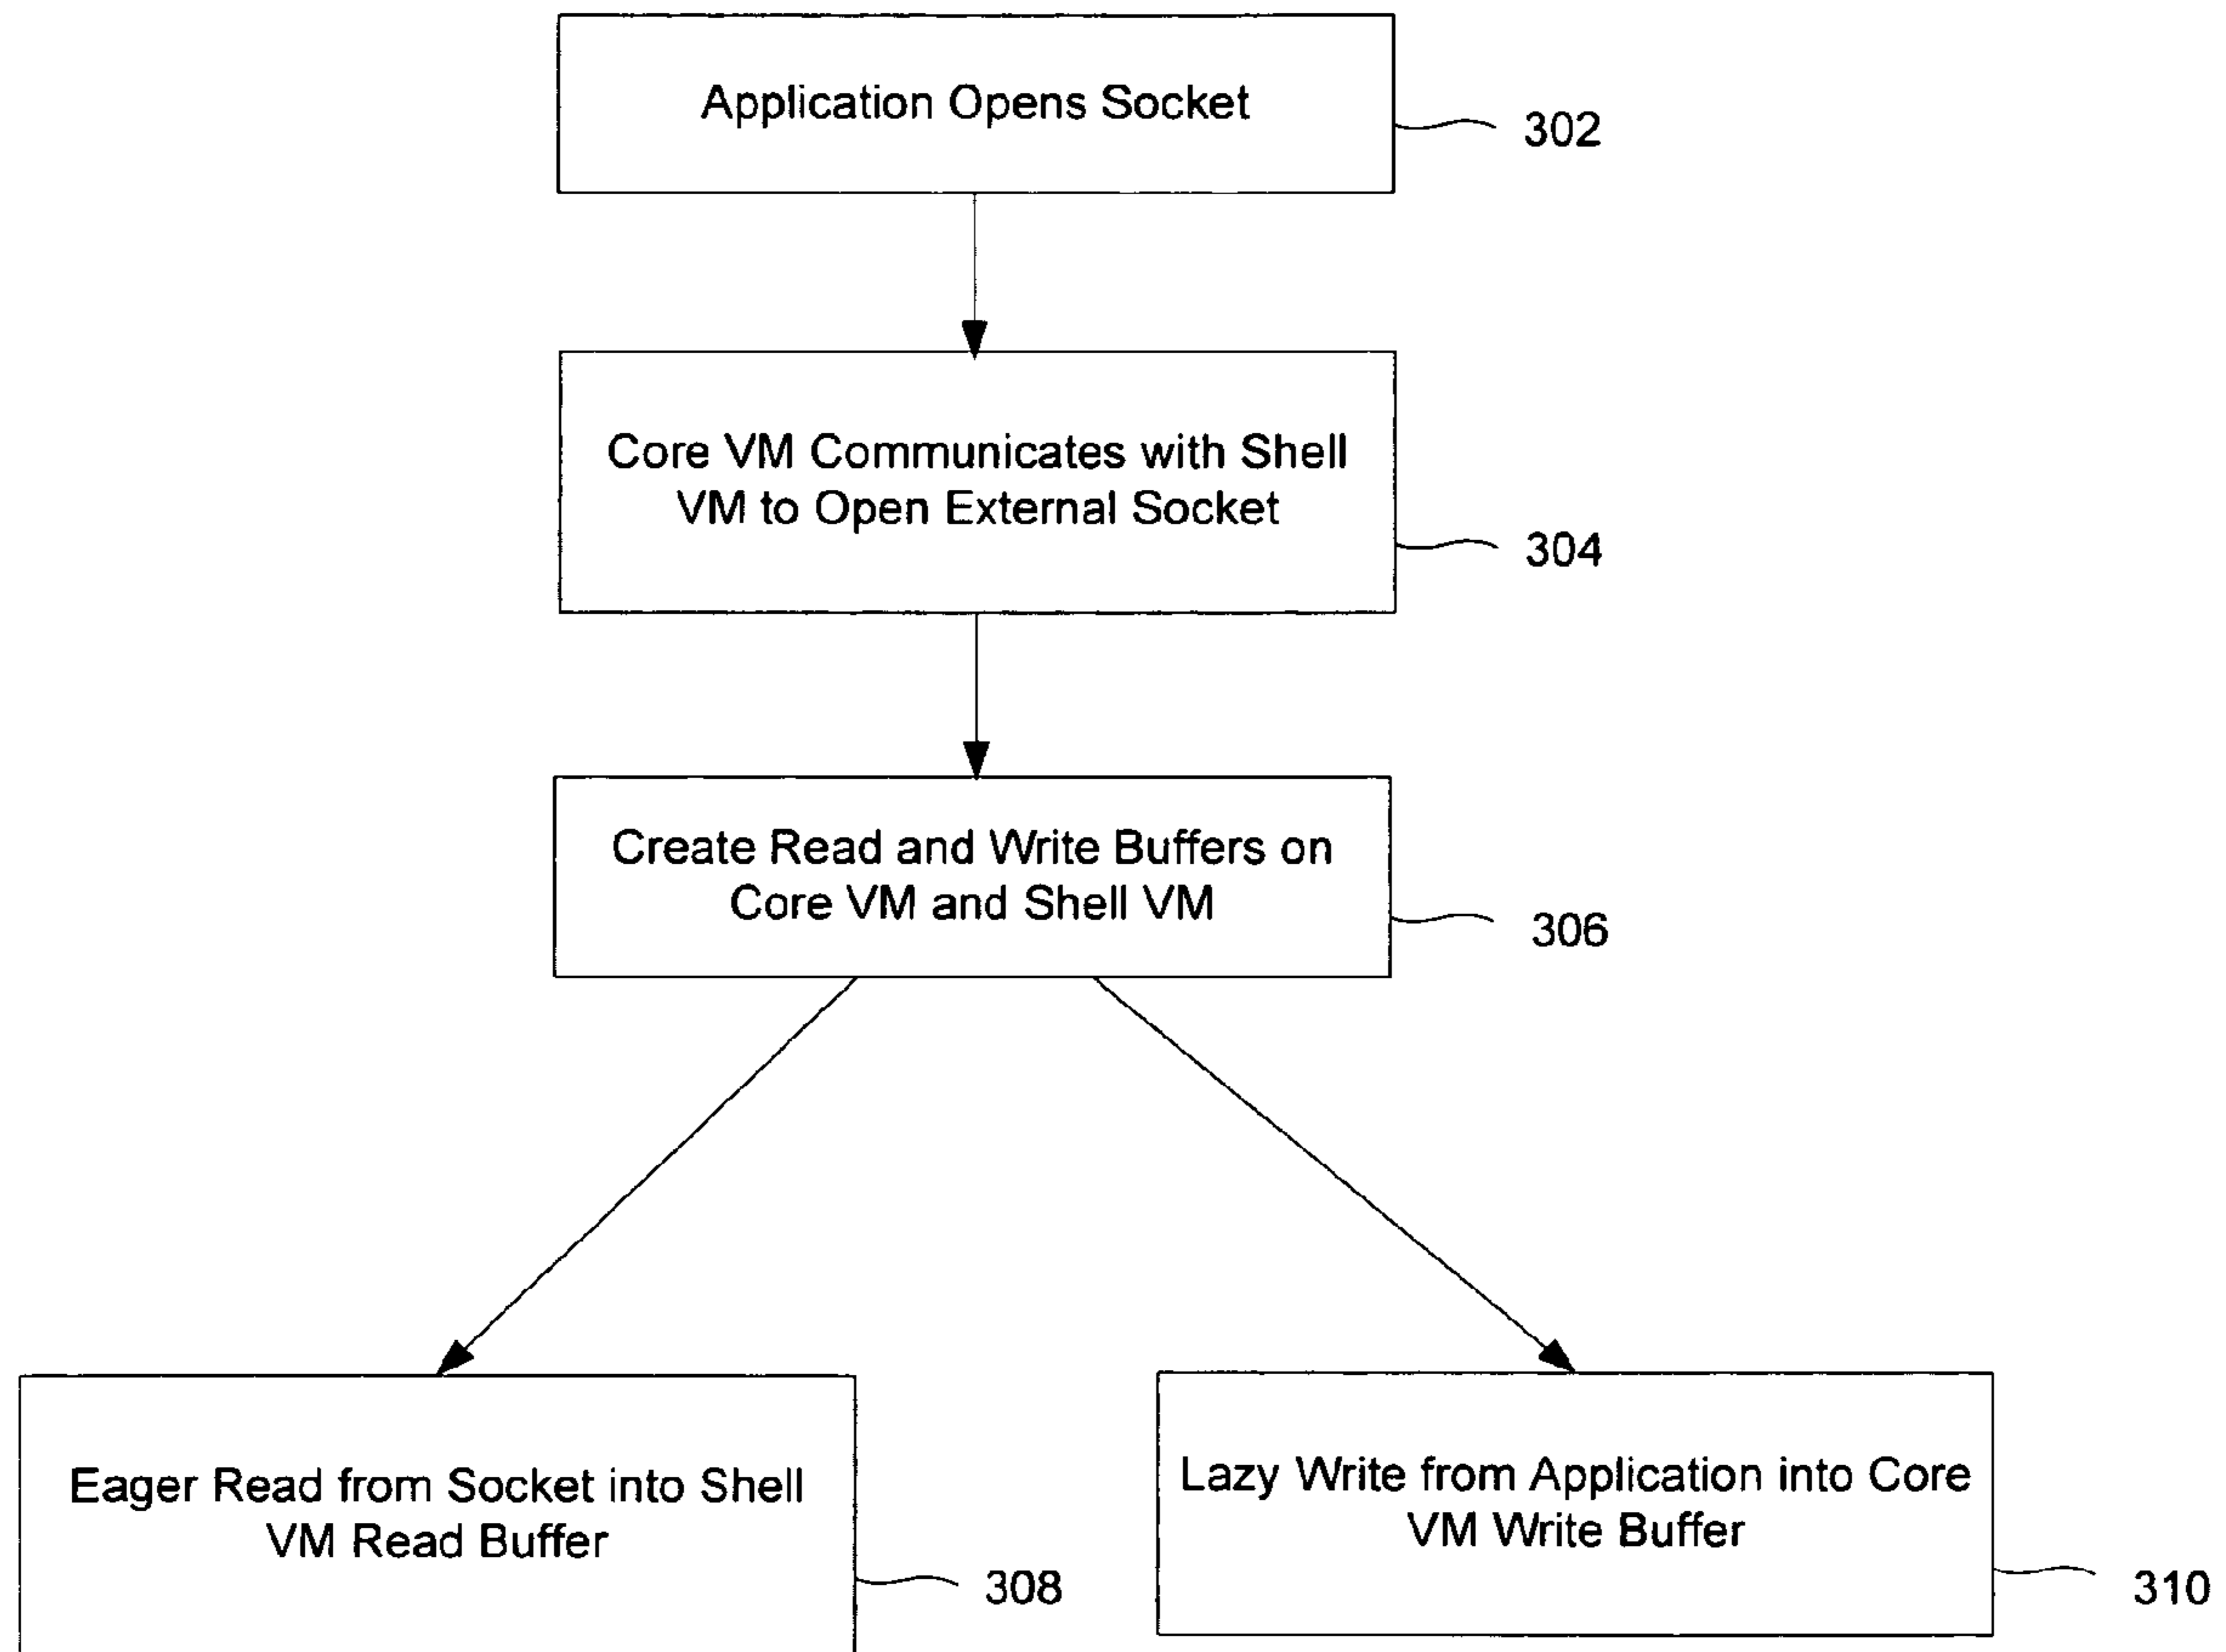 Application Opens Socket
302
Core VM Communicates with Shell
VM to Open External Socket
304
Create Read and Write Buffers on
Core VM and Shell VM
306
Eager Read from Socket into Shell
VM Read Buffer
308
Lazy Write from Application into Core
VM Write Buffer
310